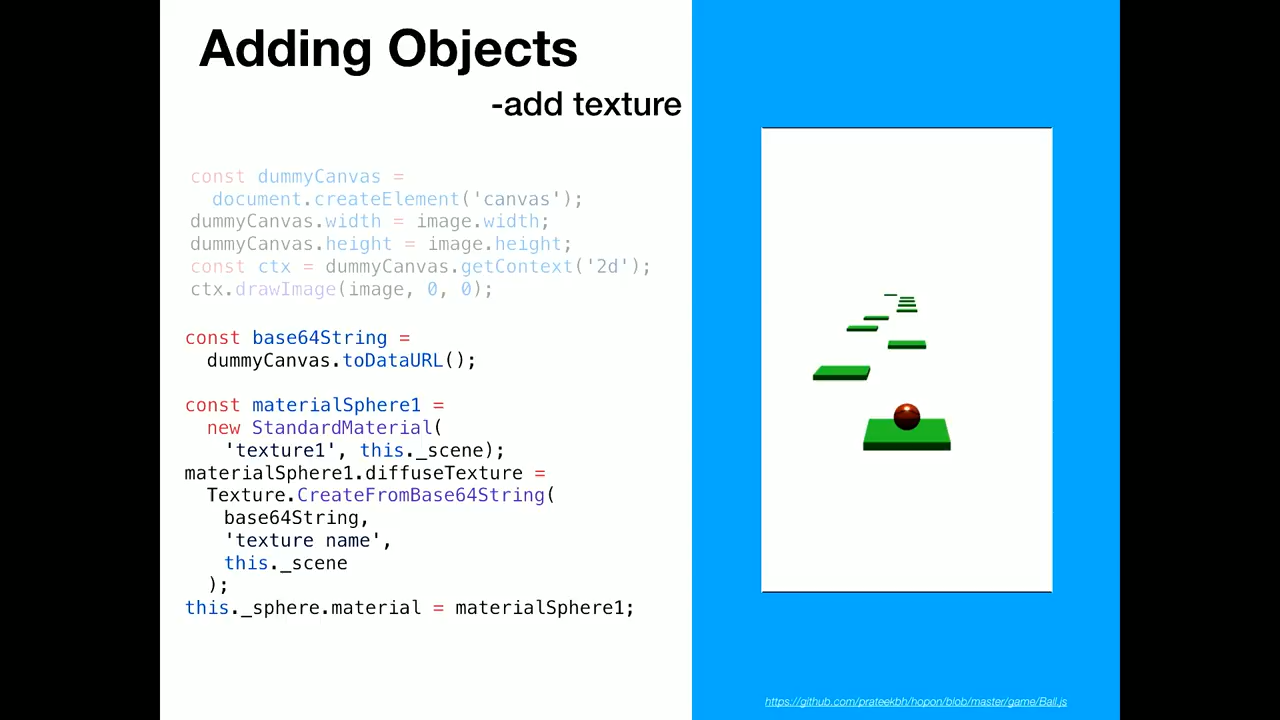 Adding Objects
-add texture
const dummyCanvas =
document.createElement('canvas');
dummyCanvas.width = image.width;
dummyCanvas.height = image.height;
const ctx = dummyCanvas.getContext('2d');
ctx.drawImage(image, 0, 0);
const base64String =
dummyCanvas.toDataURL();
const materialSphere1 =
new StandardMaterial(
'texture1', this._scene);
materialSphere1.diffuseTexture =
Texture.CreateFromBase64String(
base64String,
'texture name',
this._scene
);
this._sphere.material = materialSphere1;
https://github.com/prateekbh/hopon/blob/master/game/Ball.js